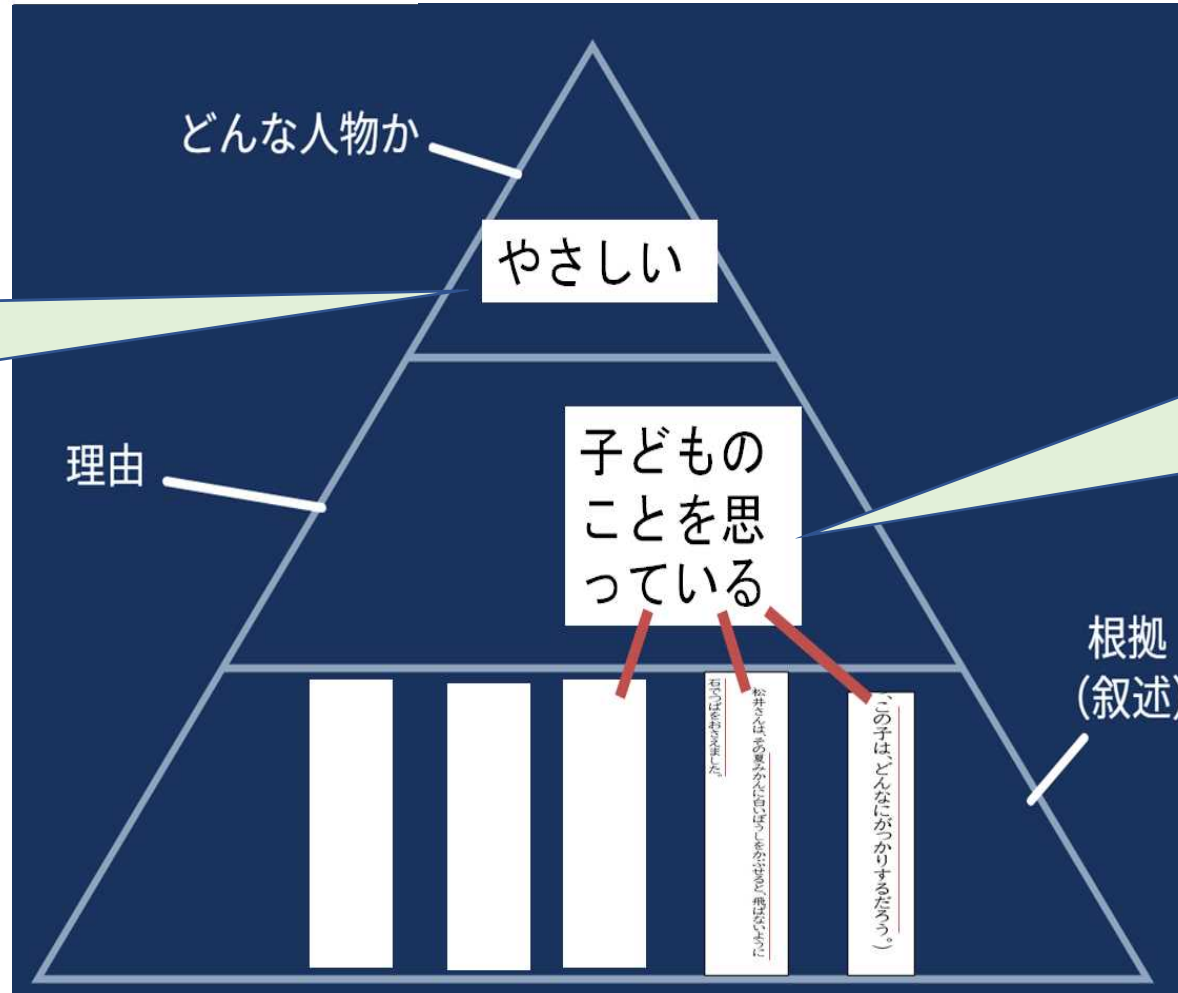 どんな人物か
やさしい
理由
子どもの
ことを思
っている
根拠
(叙述)
(、この子は、どんなにがっかりするだろう。)
松井さんは、その夏みかんに白いぼうしをかぶせると、飛ばないように
石でつばをおさえました。